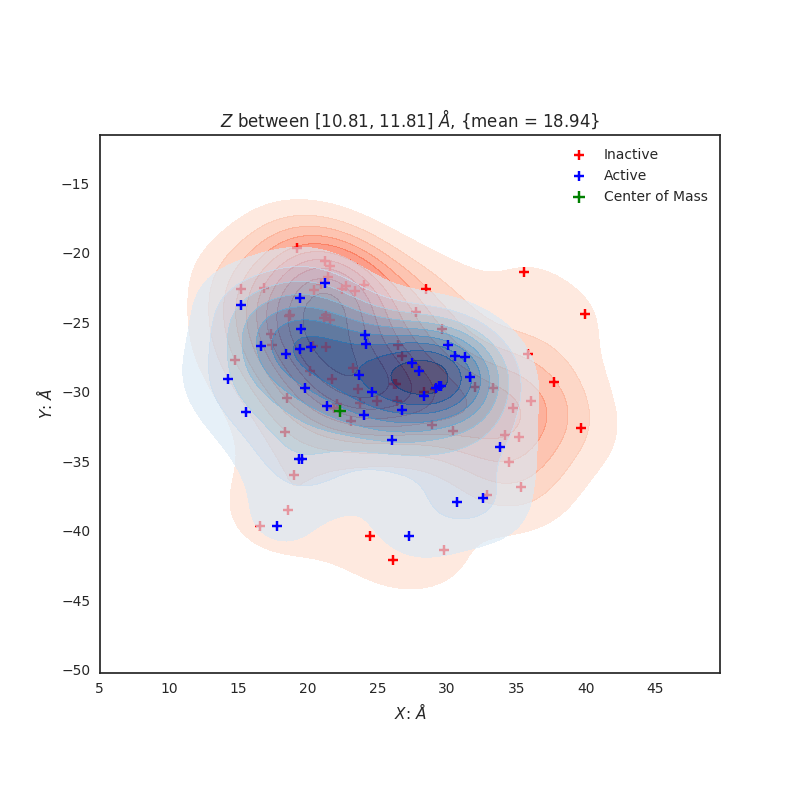 Z between [10.81, 11.81] Å, {mean = 18.94}
Inactive
Active
Center of Mass
−15
−20
−25
−30
−35
−40
−45
−50
Y: Å
5 10 15 20 25 30 35 40 45
X: Å